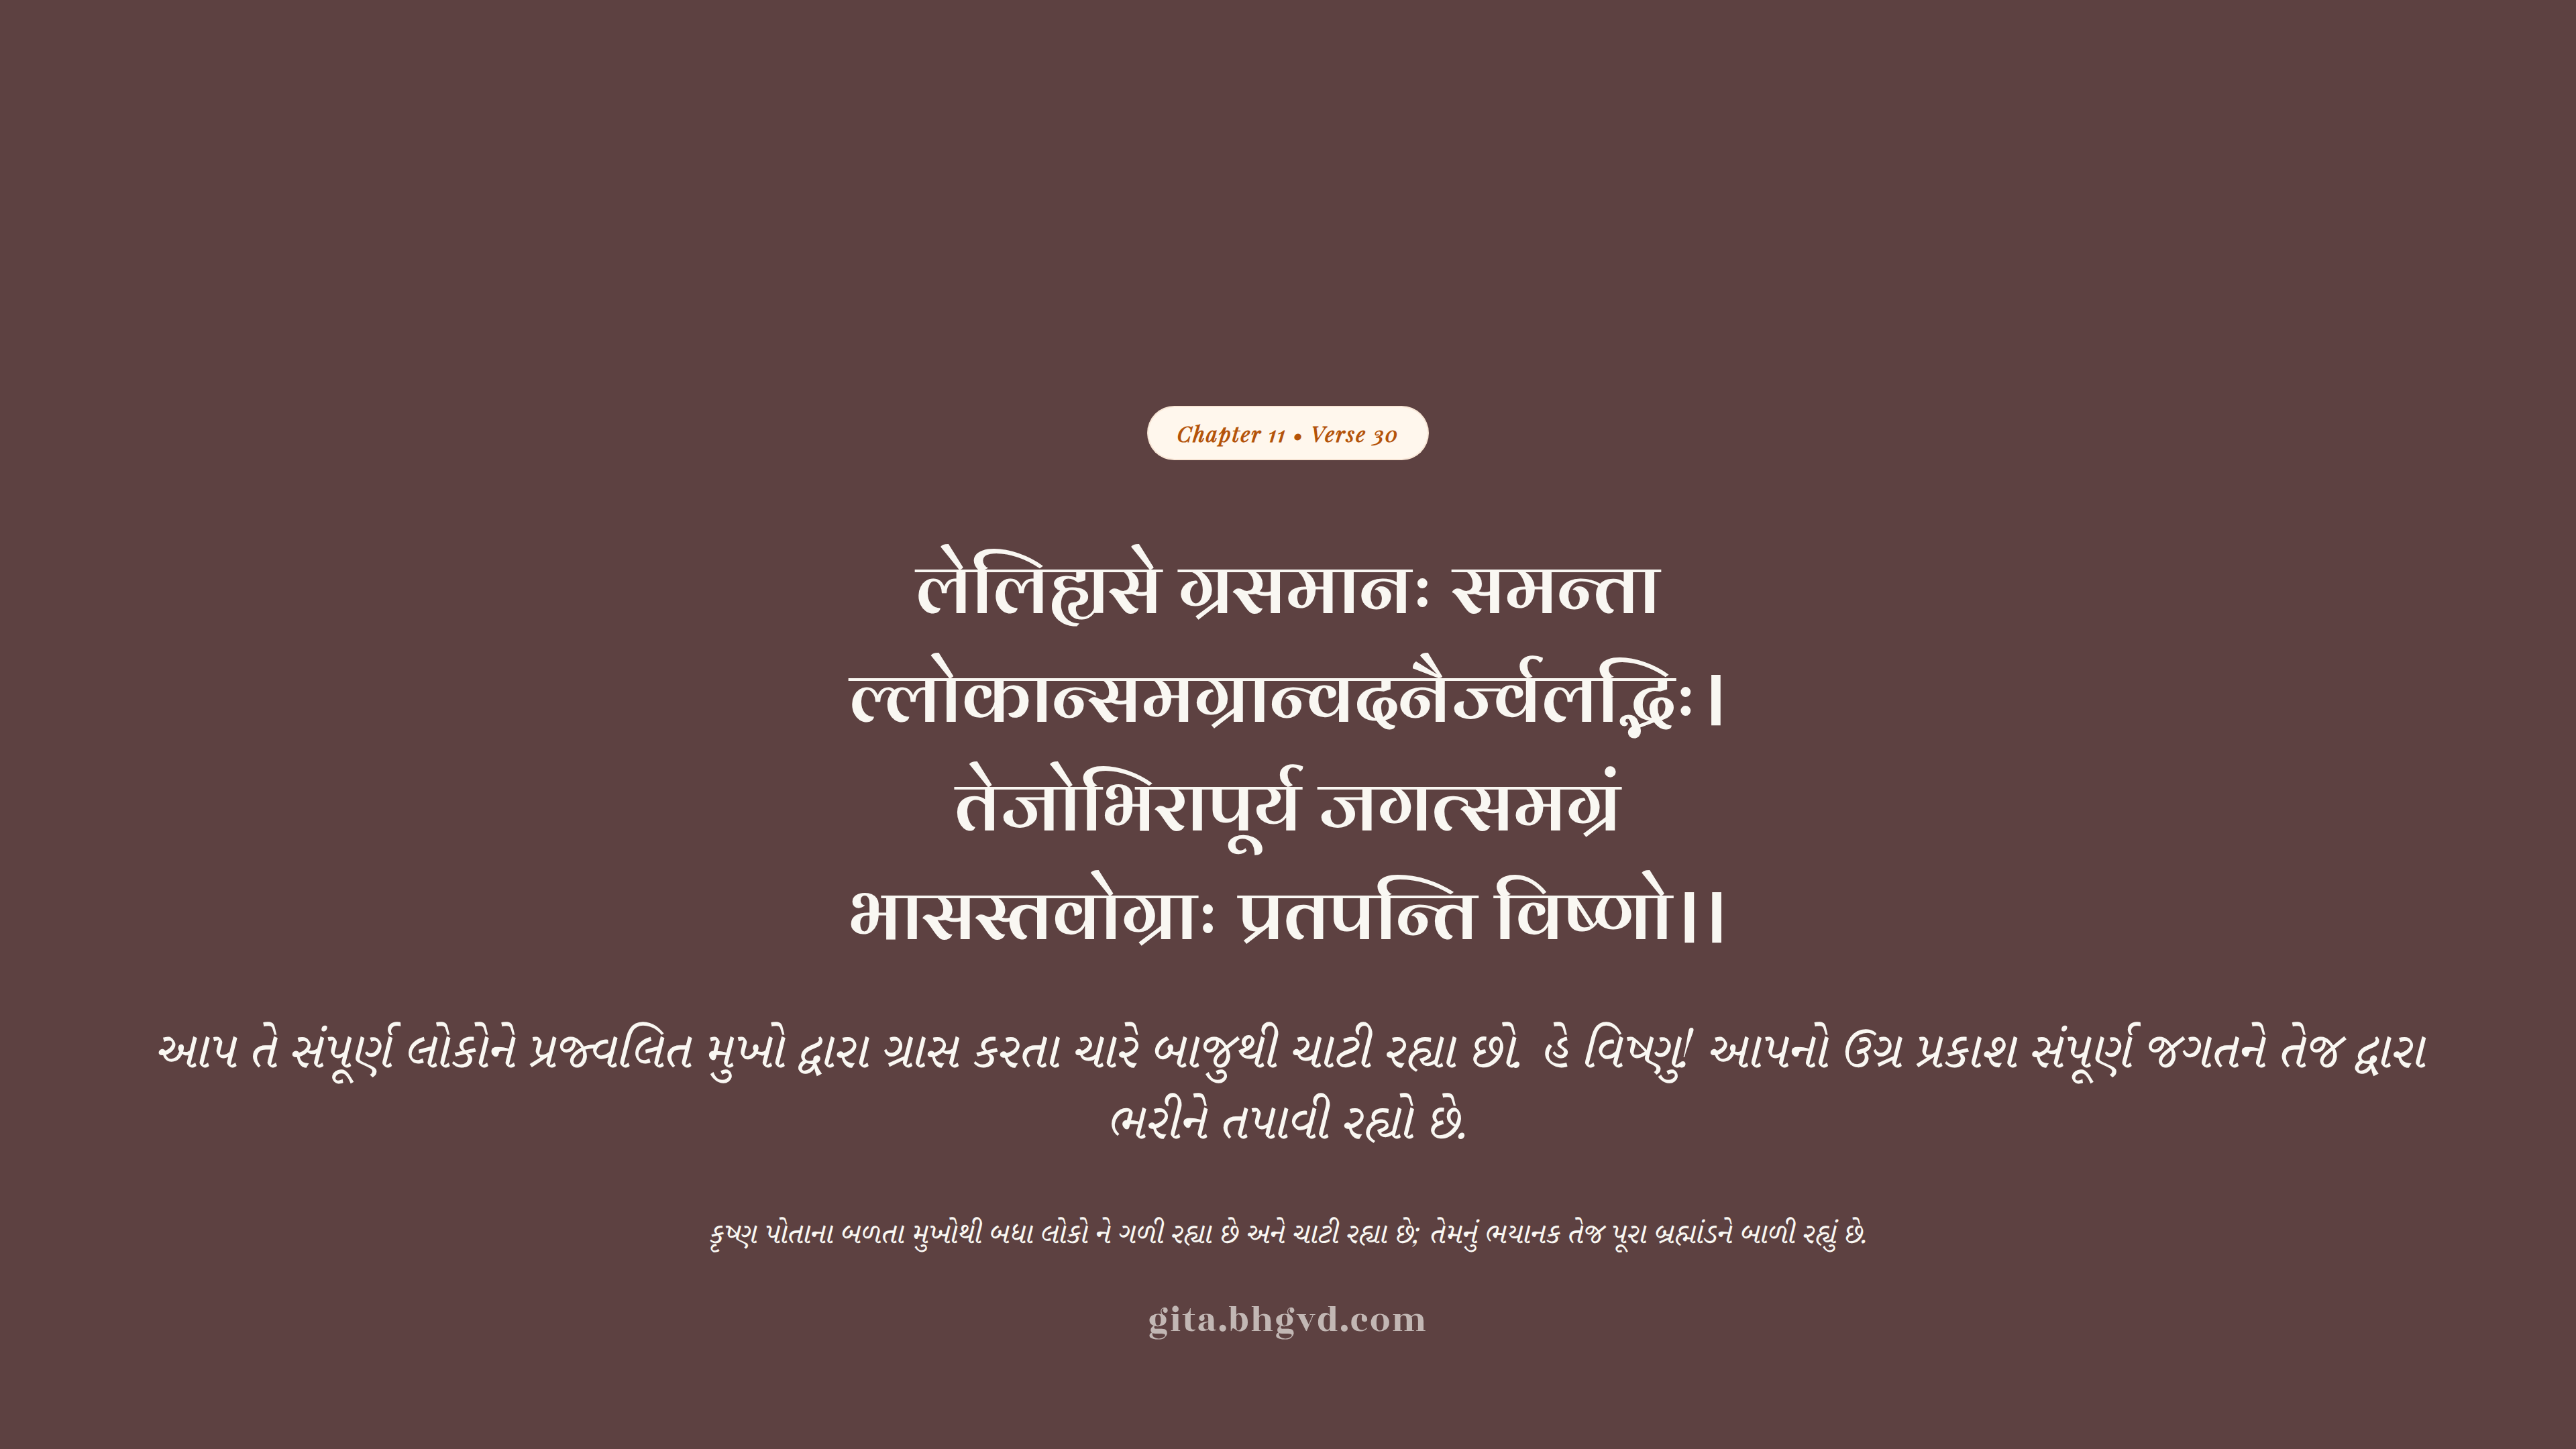 Chapter 11 • Verse 30
लेलिह्यसे ग्रसमानः समन्ता
ल्लोकान्समग्रान्वदनैर्ज्वलद्भिः।
तेजोभिरापूर्य जगत्समग्रं
भासस्तवोग्राः प्रतपन्ति विष्णो।।
આપ તે સંપૂર્ણ લોકોને પ્રજ્વલિત મુખો દ્વારા ગ્રાસ કરતા ચારે બાજુથી ચાટી રહ્યા છો. હે વિષ્ણુ! આપનો ઉગ્ર પ્રકાશ સંપૂર્ણ જગતને તેજ દ્વારા
ભરીને તપાવી રહ્યો છે.
કૃષ્ણ પોતાના બળતા મુખોથી બધા લોકો ને ગળી રહ્યા છે અને ચાટી રહ્યા છે; તેમનું ભયાનક તેજ પૂરા બ્રહ્માંડને બાળી રહ્યું છે.
gita.bhgvd.com